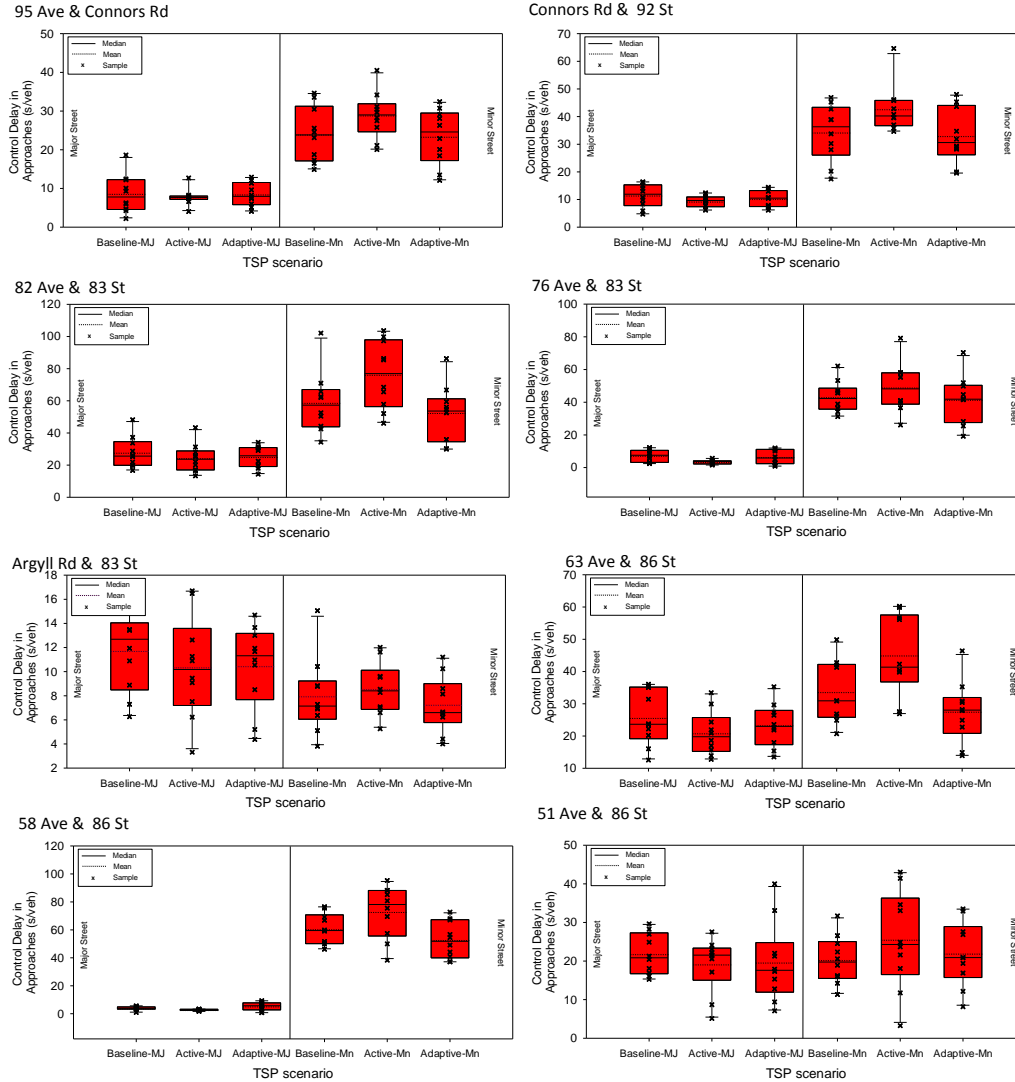 95 Ave & Connors Rd
50
40
30
20
10
0
Control Delay in
Approaches (s/veh)
Median
Mean
Sample
Major Street
Minor Street
Baseline-MJ Active-MJ Adaptive-MJ Baseline-Mn Active-Mn Adaptive-Mn
TSP scenario
Connors Rd & 92 St
70
60
50
40
30
20
10
0
Control Delay in
Approaches (s/veh)
Median
Mean
Sample
Major Street
Minor Street
Baseline-MJ Active-MJ Adaptive-MJ Baseline-Mn Active-Mn Adaptive-Mn
TSP scenario
82 Ave & 83 St
120
100
80
60
40
20
0
Control Delay in
Approaches (s/veh)
Median
Mean
Sample
Major Street
Minor Street
Baseline-MJ Active-MJ Adaptive-MJ Baseline-Mn Active-Mn Adaptive-Mn
TSP scenario
76 Ave & 83 St
100
80
60
40
20
0
Control Delay in
Approaches (s/veh)
Median
Mean
Sample
Major Street
Minor Street
Baseline-MJ Active-MJ Adaptive-MJ Baseline-Mn Active-Mn Adaptive-Mn
TSP scenario
Argyll Rd & 83 St
18
16
14
12
10
8
6
4
2
Control Delay in
Approaches (s/veh)
Median
Mean
Sample
Major Street
Minor Street
Baseline-MJ Active-MJ Adaptive-MJ Baseline-Mn Active-Mn Adaptive-Mn
TSP scenario
63 Ave & 86 St
70
60
50
40
30
20
10
Control Delay in
Approaches (s/veh)
Median
Mean
Sample
Major Street
Minor Street
Baseline-MJ Active-MJ Adaptive-MJ Baseline-Mn Active-Mn Adaptive-Mn
TSP scenario
58 Ave & 86 St
120
100
80
60
40
20
0
Control Delay in
Approaches (s/veh)
Median
Mean
Sample
Major Street
Minor Street
Baseline-MJ Active-MJ Adaptive-MJ Baseline-Mn Active-Mn Adaptive-Mn
TSP scenario
51 Ave & 86 St
50
40
30
20
10
0
Control Delay in
Approaches (s/veh)
Median
Mean
Sample
Major Street
Minor Street
Baseline-MJ Active-MJ Adaptive-MJ Baseline-Mn Active-Mn Adaptive-Mn
TSP scenario